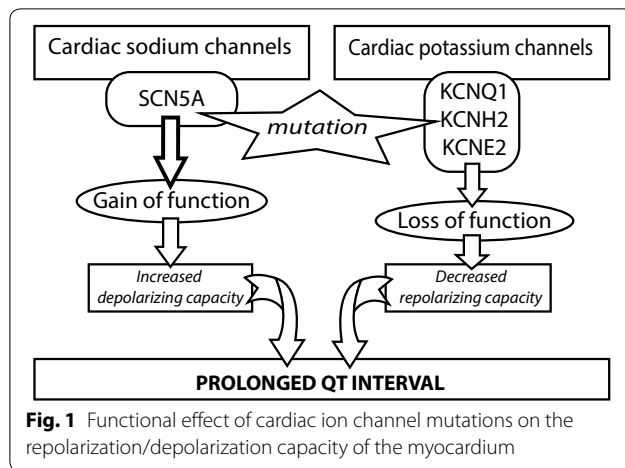 Cardiac sodium channels
Cardiac potassium channels
SCN5A
mutation
KCNQ1
KCNH2
KCNE2
Gain of function
Loss of function
Increased
depolarizing capacity
Decreased
repolarizing capacity
PROLONGED QT INTERVAL
Fig. 1 Functional effect of cardiac ion channel mutations on the
repolarization/depolarization capacity of the myocardium